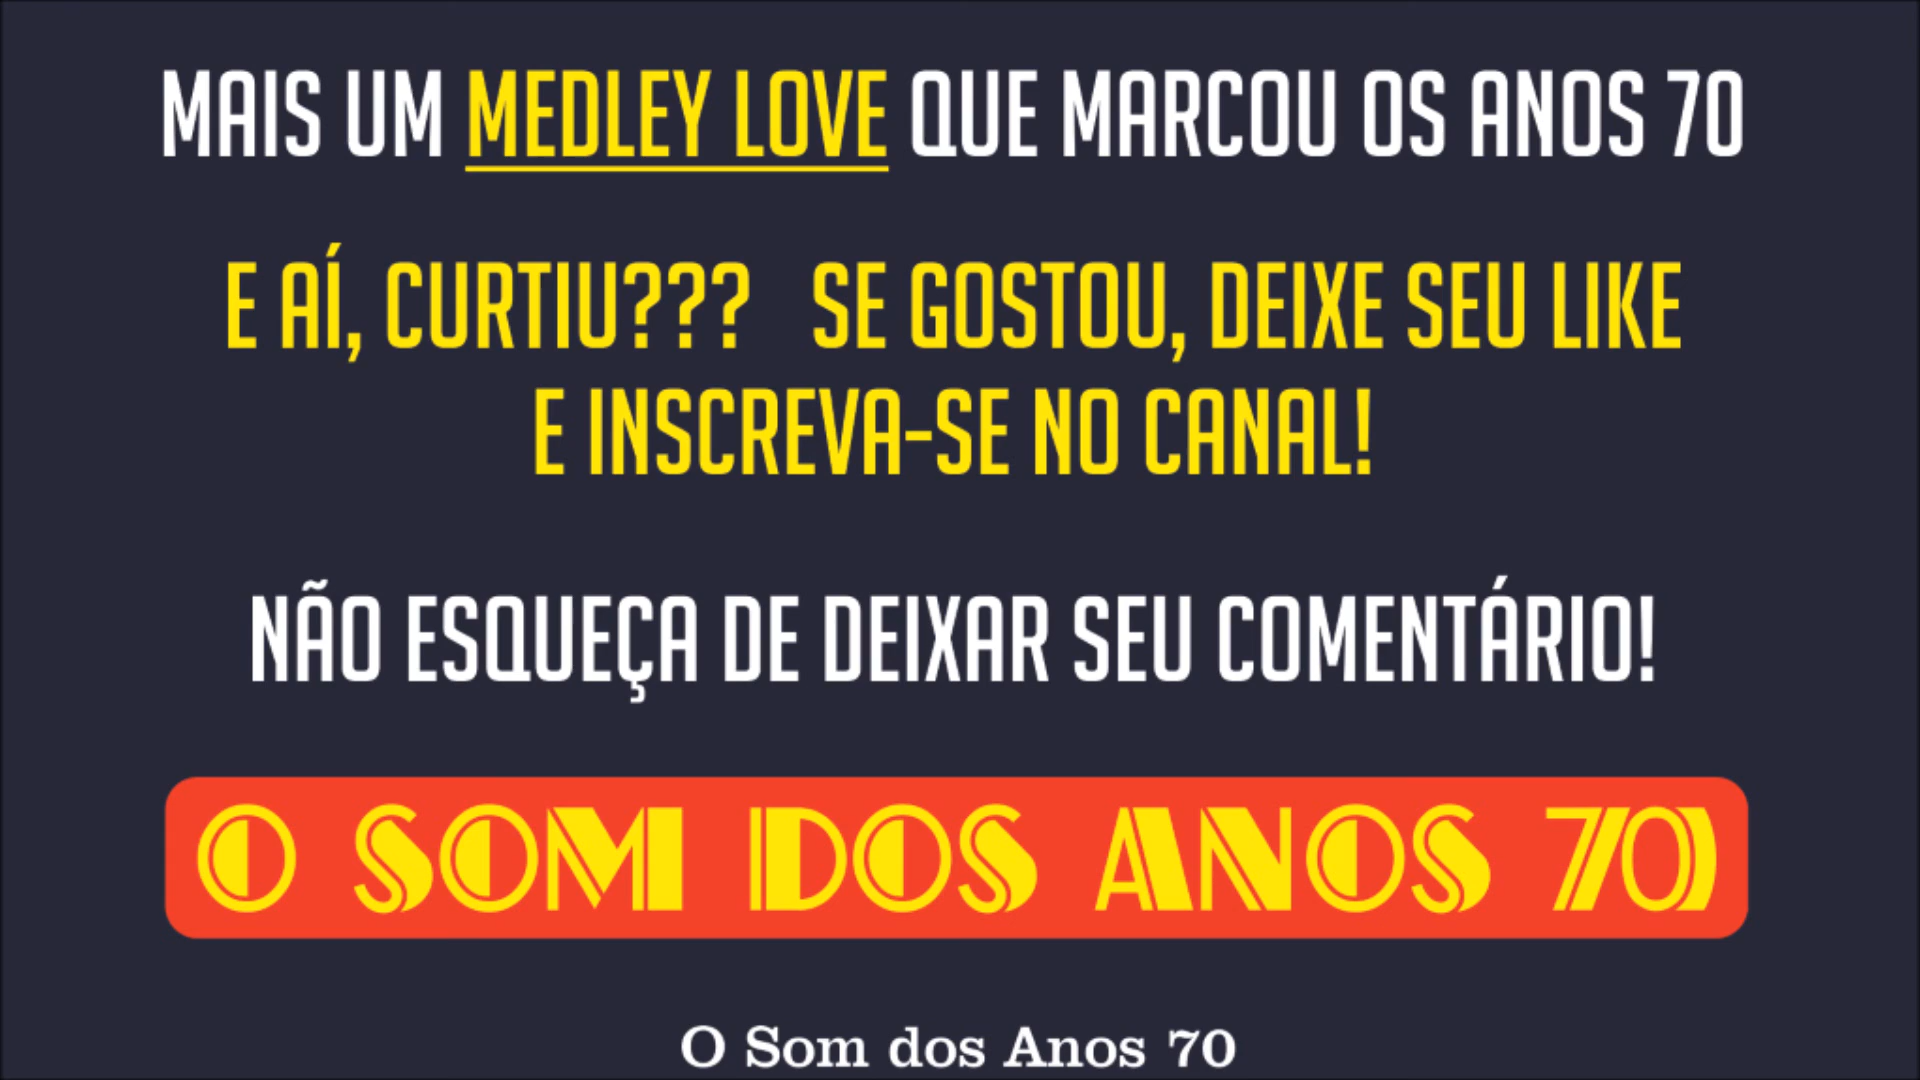 MAIS UM MEDLEY LOVE QUE MARCOU OS ANOS 70
E AÍ, CURTIU??? SE GOSTOU, DEIXE SEU LIKE
E INSCREVA-SE NO CANAL!
NÃO ESQUEÇA DE DEIXAR SEU COMENTÁRIO!
O SOM DOS ANOS 70
O Som dos Anos 70